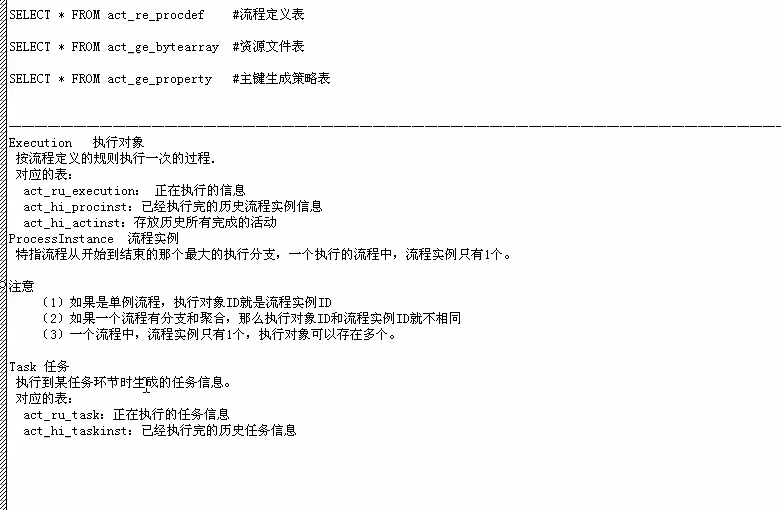 SELECT * FROM act_re_procdef #流程定义表
SELECT * FROM act_ge_bytearray #资源文件表
SELECT * FROM act_ge_property #主键生成策略表
Execution 执行对象
按流程定义的规则执行一次的过程.
对应的表:
act_ru_execution: 正在执行的信息
act_hi_procinst:已经执行完的历史流程实例信息
act_hi_actinst:存放历史所有完成的活动
ProcessInstance 流程实例
特指流程从开始到结束的那个最大的执行分支,一个执行的流程中,流程实例只有1个。
注意
(1)如果是单例流程,执行对象ID就是流程实例ID
(2)如果一个流程有分支和聚合,那么执行对象ID和流程实例ID就不相同
(3)一个流程中,流程实例只有1个,执行对象可以存在多个。
Task 任务
执行到某任务环节时生成的任务信息。
对应的表:
act_ru_task:正在执行的任务信息
act_hi_taskinst:已经执行完的历史任务信息